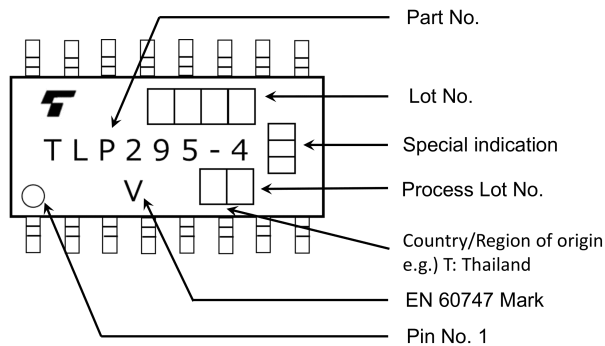 Part No.
Lot No.
TLP295-4
Special indication
V
Process Lot No.
Country/Region of origin
e.g.) T: Thailand
EN 60747 Mark
Pin No. 1